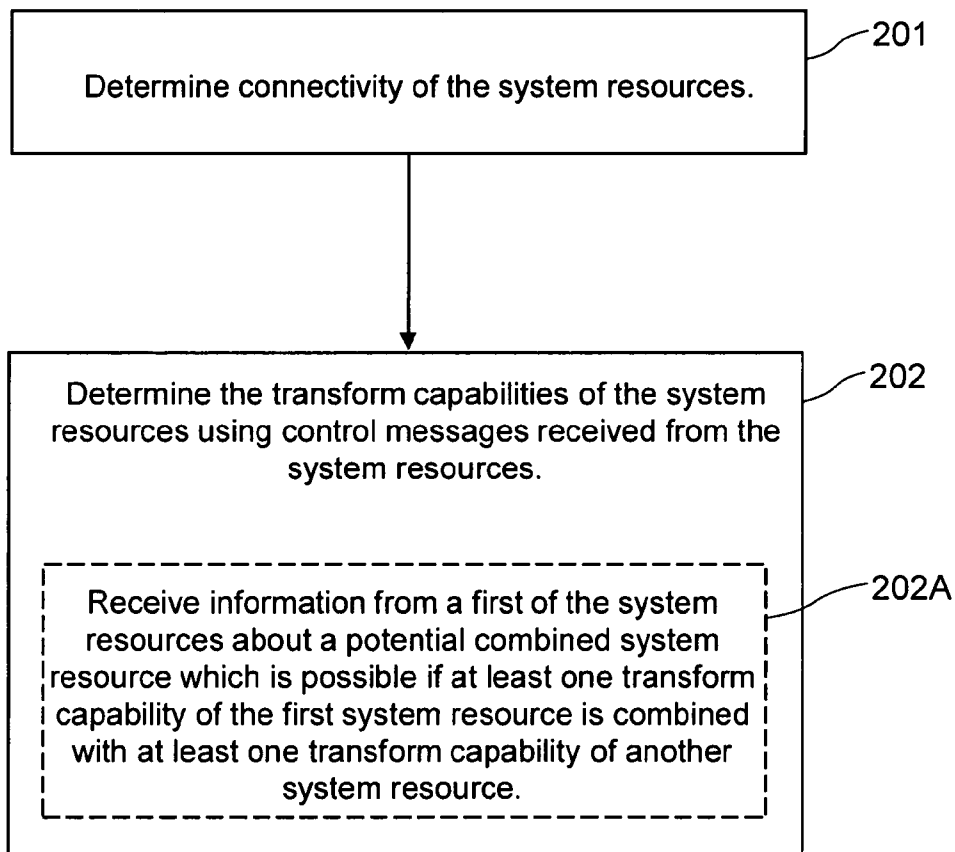 201
Determine connectivity of the system resources.
202
Determine the transform capabilities of the system
resources using control messages received from the
system resources.
202A
Receive information from a first of the system
resources about a potential combined system
resource which is possible if at least one transform
capability of the first system resource is combined
with at least one transform capability of another
system resource.